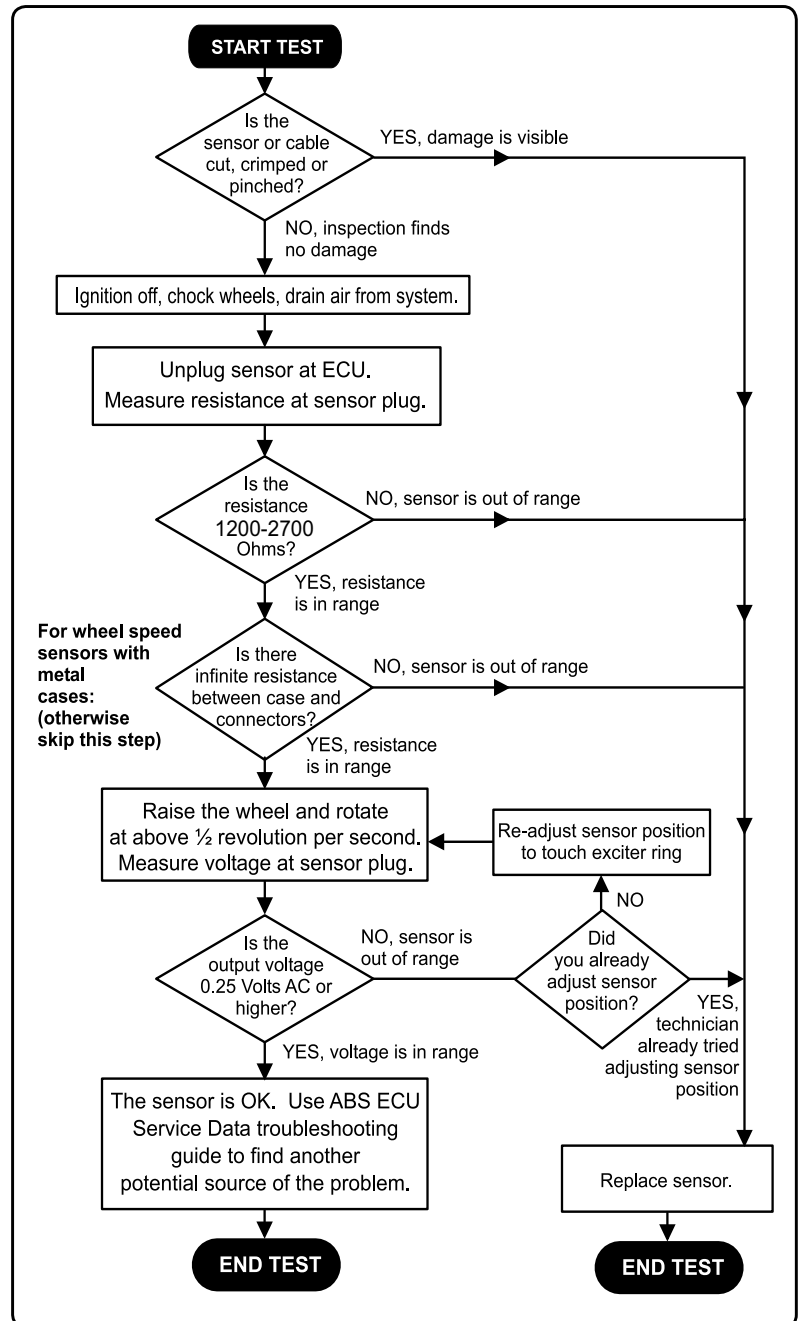 START TEST
Is the
sensor or cable
cut, crimped or
pinched?
YES, damage is visible
NO, inspection finds
no damage
Ignition off, chock wheels, drain air from system.
Unplug sensor at ECU.
Measure resistance at sensor plug.
Is the
resistance
1200-2700
Ohms?
NO, sensor is out of range
YES, resistance
is in range
For wheel speed
sensors with
metal
cases:
(otherwise
skip this step)
Is there
infinite resistance
between case and
connectors?
NO, sensor is out of range
YES, resistance
is in range
Raise the wheel and rotate
at above ½ revolution per second.
Measure voltage at sensor plug.
Re-adjust sensor position
to touch exciter ring
NO
Is the
output voltage
0.25 Volts AC or
higher?
NO, sensor is
out of range
Did
you already
adjust sensor
position?
YES,
technician
already tried
adjusting sensor
position
YES, voltage is in range
The sensor is OK. Use ABS ECU
Service Data troubleshooting
guide to find another
potential source of the problem.
Replace sensor.
END TEST
END TEST